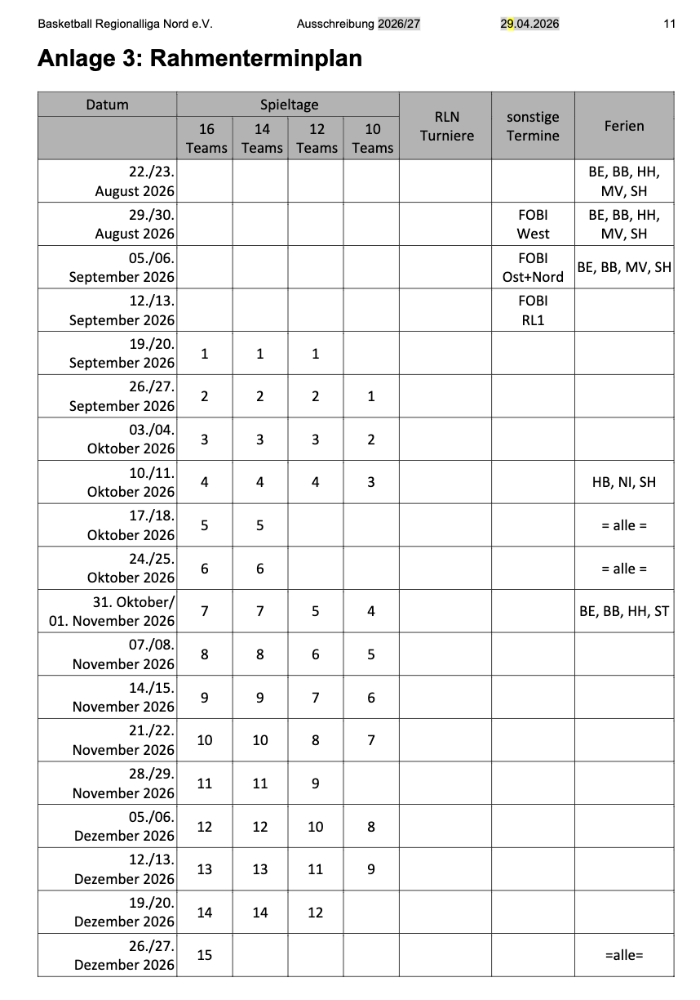 Basketball Regionalliga Nord e.V. Ausschreibung 2026/27 29.04.2026 11
Anlage 3: Rahmenterminplan
Datum Spieltage RLN Turniere sonstige Termine Ferien
16 Teams 14 Teams 12 Teams 10 Teams
22./23. August 2026 BE, BB, HH, MV, SH
29./30. August 2026 FOBI West BE, BB, HH, MV, SH
05./06. September 2026 FOBI Ost+Nord BE, BB, MV, SH
12./13. September 2026 FOBI RL1
19./20. September 2026 1 1 1
26./27. September 2026 2 2 2 1
03./04. Oktober 2026 3 3 3 2
10./11. Oktober 2026 4 4 4 3 HB, NI, SH
17./18. Oktober 2026 5 5 = alle =
24./25. Oktober 2026 6 6 = alle =
31. Oktober/ 01. November 2026 7 7 5 4 BE, BB, HH, ST
07./08. November 2026 8 8 6 5
14./15. November 2026 9 9 7 6
21./22. November 2026 10 10 8 7
28./29. November 2026 11 11 9
05./06. Dezember 2026 12 12 10 8
12./13. Dezember 2026 13 13 11 9
19./20. Dezember 2026 14 14 12
26./27. Dezember 2026 15 =alle=